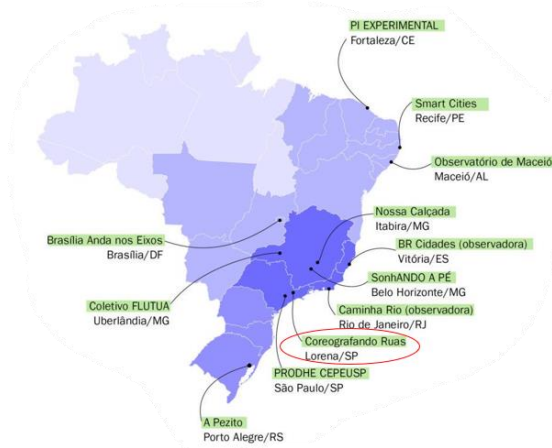 PI EXPERIMENTAL
Fortaleza/CE
Smart Cities
Recife/PE
Observatório de Maceió
Maceió/AL
Nossa Calçada
Itabira/MG
Brasília Anda nos Eixos
Brasília/DF
BR Cidades (observadora)
Vitória/ES
SonhANDO A PÉ
Belo Horizonte/MG
Coletivo FLUTUA
Uberlândia/MG
Caminha Rio (observadora)
Rio de Janeiro/RJ
Coreografando Ruas
Lorena/SP
PRODHE CEPEUSP
São Paulo/SP
A Pezito
Porto Alegre/RS